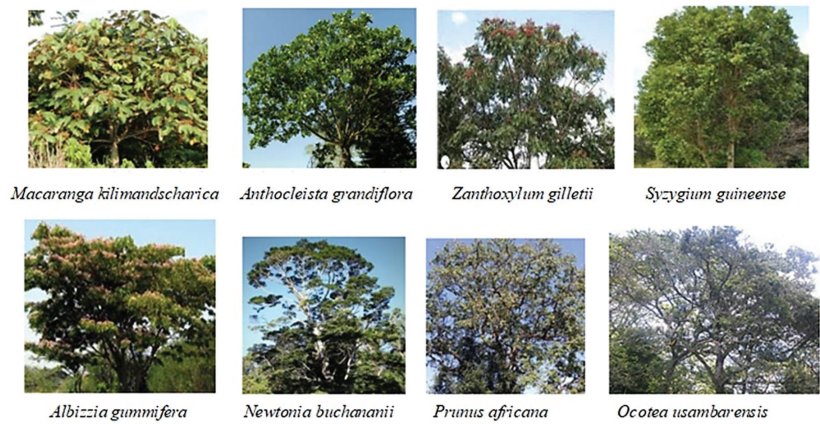 Macaranga kilimandscharica Anthocleista grandiflora Zanthoxylum gilletii Syzygium guineense
Albizzia gummifera Newtonia buchananii Prunus africana Ocotea usambarensis